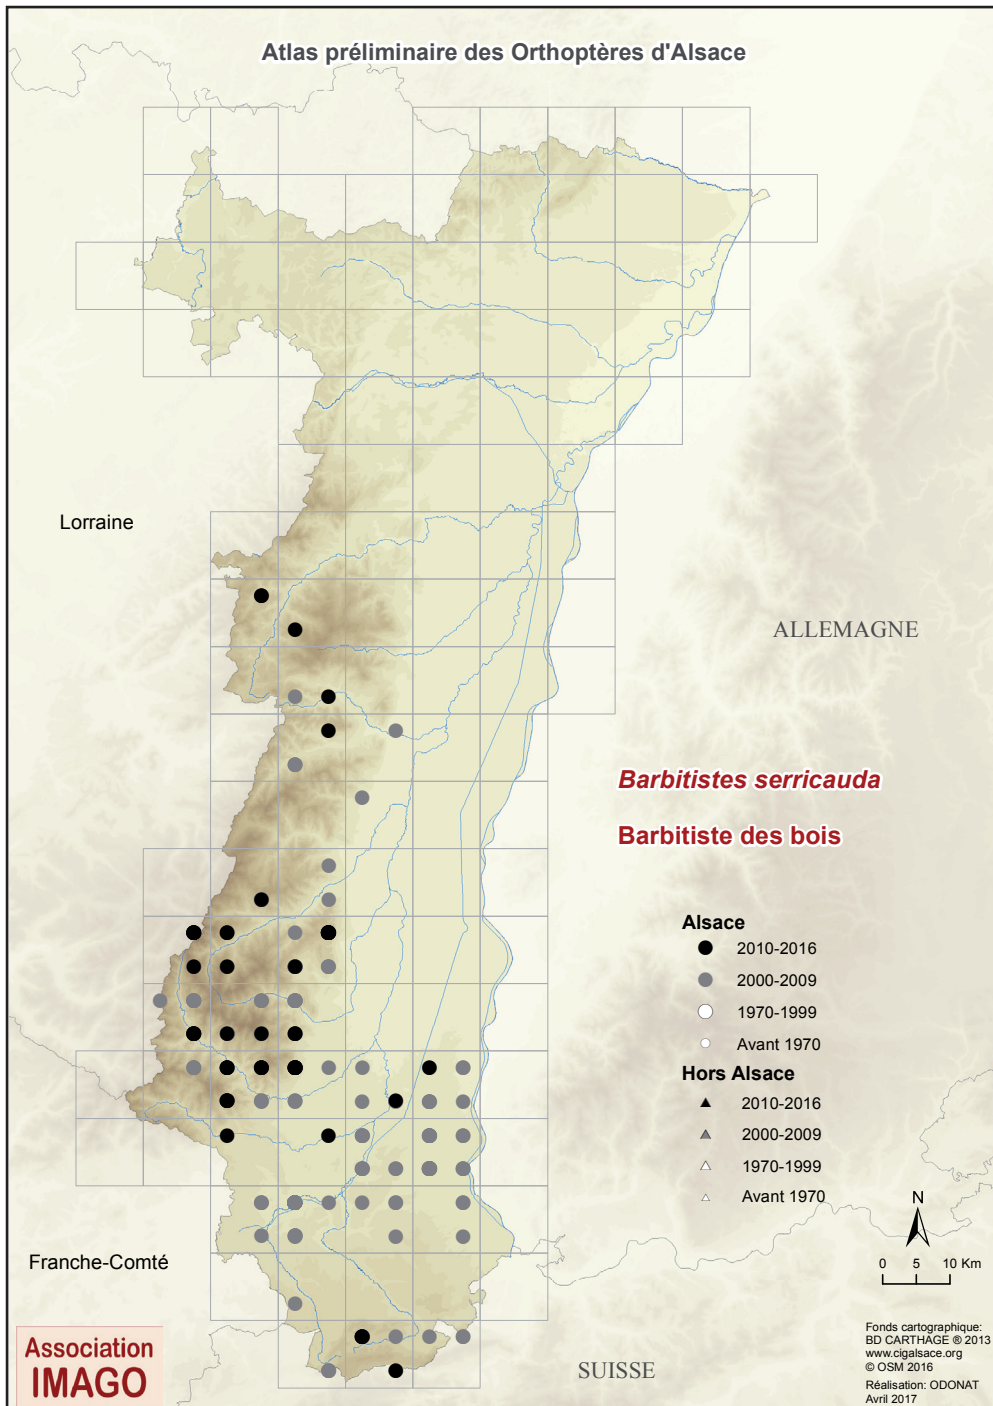 Atlas préliminaire des Orthoptères d'Alsace
Lorraine
ALLEMAGNE
Barbitistes serricauda
Barbitiste des bois
Alsace
2010-2016
2000-2009
1970-1999
Avant 1970
Hors Alsace
2010-2016
2000-2009
1970-1999
Avant 1970
N
0 5 10 Km
Franche-Comté
SUISSE
Association
IMAGO
Fonds cartographique:
BD CARTHAGE ® 2013
www.cigalsace.org
© OSM 2016
Réalisation: ODONAT
Avril 2017